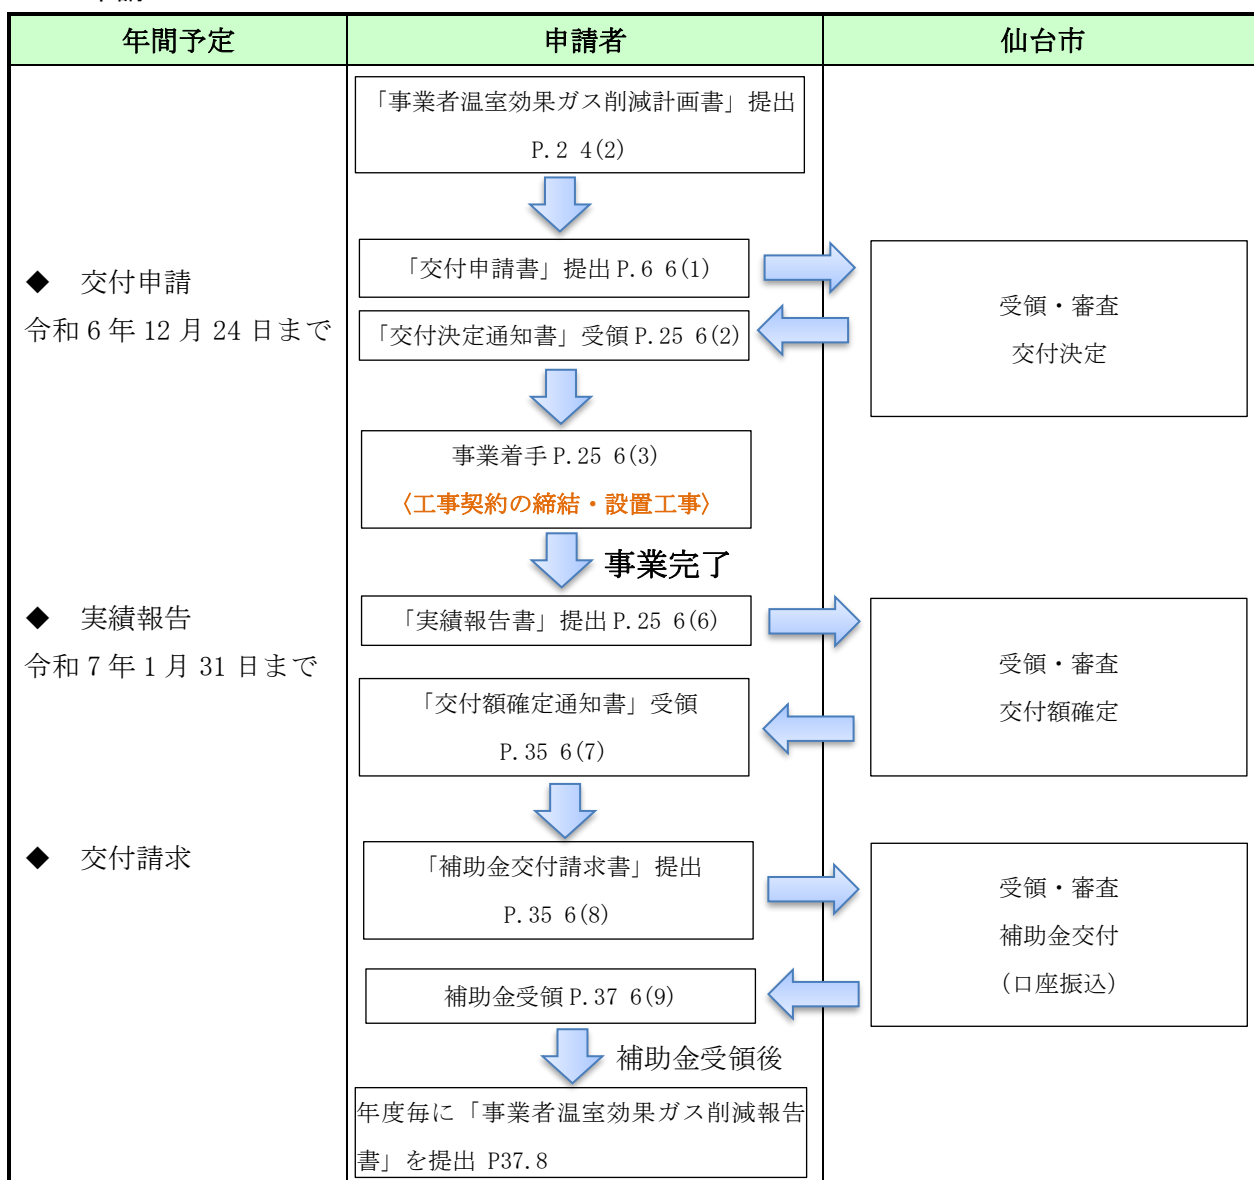 年間予定
申請者
仙台市
「事業者温室効果ガス削減計画書」提出
P.2 4(2)
◆ 交付申請
令和6年12月24日まで
「交付申請書」提出 P.6 6(1)
「交付決定通知書」受領 P.25 6(2)
受領・審査
交付決定
事業着手 P.25 6(3)
〈工事契約の締結・設置工事〉
事業完了
◆ 実績報告
令和7年1月31日まで
「実績報告書」提出 P.25 6(6)
「交付額確定通知書」受領
P.35 6(7)
受領・審査
交付額確定
◆ 交付請求
「補助金交付請求書」提出
P.35 6(8)
受領・審査
補助金交付
(口座振込)
補助金受領 P.37 6(9)
補助金受領後
年度毎に「事業者温室効果ガス削減報告
書」を提出 P37.8